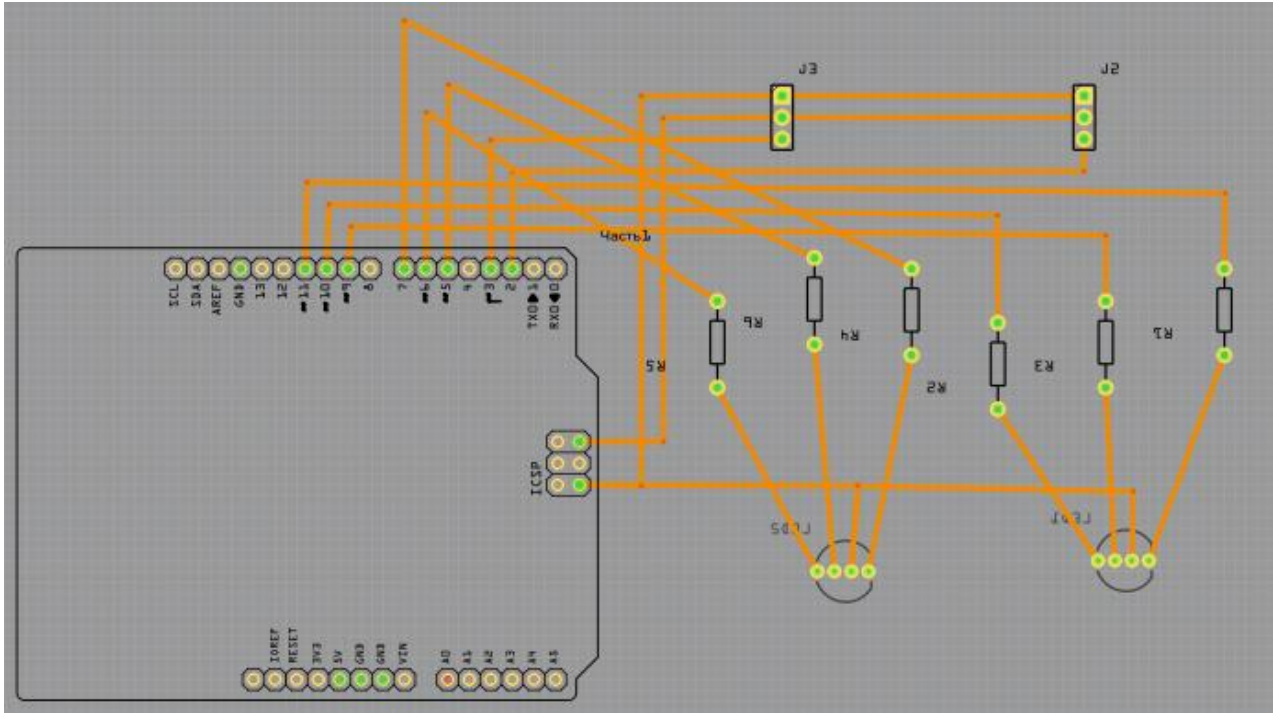 J3
J2
Часть1
SCL
SDA
AREF
GND
13
12
~11
~10
~9
8
7
~6
~5
4
~3
2
TX0▶1
RX0◀0
R6
R4
R1
R5
R2
R3
ICSP
LED2
LED1
IOREF
RESET
3V3
5V
GND
GND
VIN
A0
A1
A2
A3
A4
A5